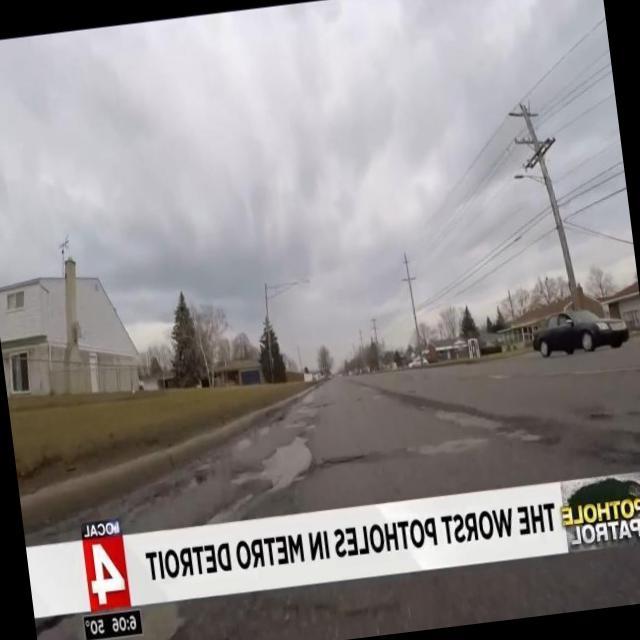 POTHOLE
PATROL
THE WORST POTHOLES IN METRO DETROIT
LOCAL
4
6:06 50°